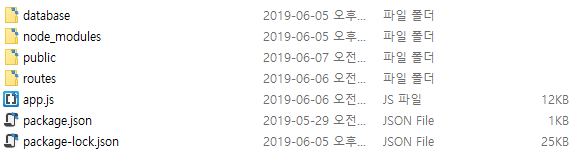 database 2019-06-05 오후... 파일 폴더
node_modules 2019-06-05 오후... 파일 폴더
public 2019-06-07 오전... 파일 폴더
routes 2019-06-06 오전... 파일 폴더
app.js 2019-06-06 오전... JS 파일 12KB
package.json 2019-05-29 오전... JSON File 1KB
package-lock.json 2019-06-05 오후... JSON File 25KB